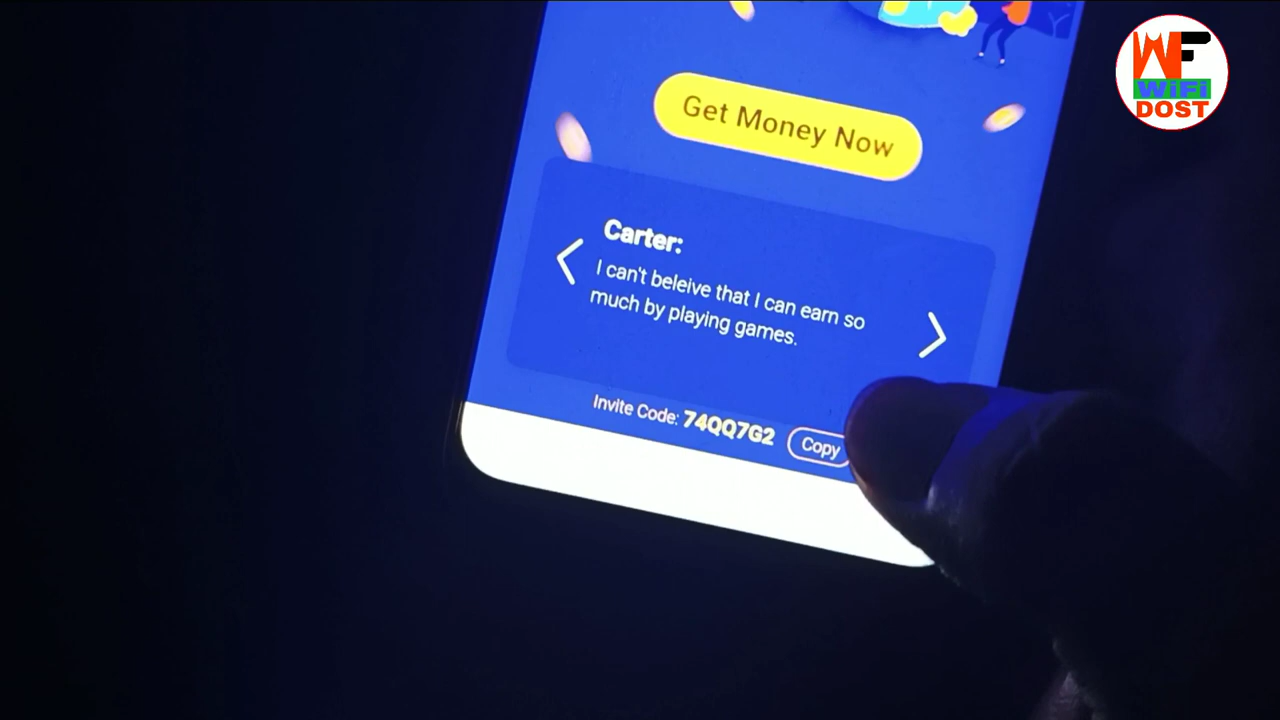 WF
WiFi
DOST
Get Money Now
Carter:
I can't beleive that I can earn so
much by playing games.
Invite Code: 74QQ7G2 Copy